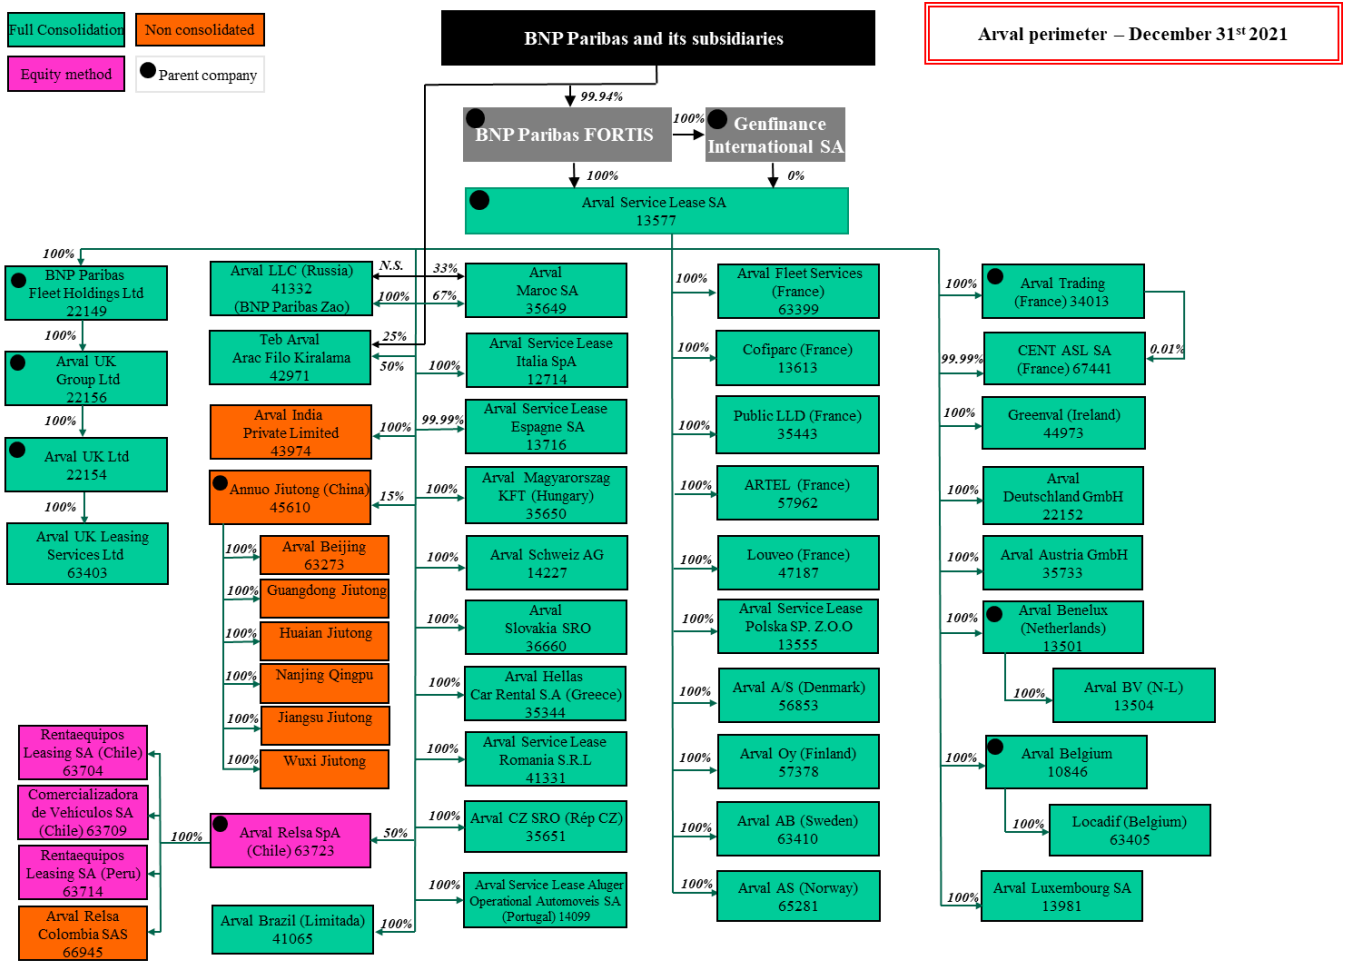 Full Consolidation
Non consolidated
Equity method
Parent company
BNP Paribas and its subsidiaries
Arval perimeter – December 31st 2021
99.94%
BNP Paribas FORTIS
100%
Genfinance
International SA
100%
0%
Arval Service Lease SA
13577
100%
BNP Paribas
Fleet Holdings Ltd
22149
100%
Arval UK
Group Ltd
22156
100%
Arval UK Ltd
22154
100%
Arval UK Leasing
Services Ltd
63403
Arval LLC (Russia)
41332
(BNP Paribas Zao)
N.S.
33%
100%
67%
Teb Arval
Arac Filo Kiralama
42971
25%
50%
Arval India
Private Limited
43974
100%
Annuo Jiutong (China)
45610
15%
100%
Arval Beijing
63273
100%
Guangdong Jiutong
100%
Huaian Jiutong
100%
Nanjing Qingpu
100%
Jiangsu Jiutong
100%
Wuxi Jiutong
Rentaequipos
Leasing SA (Chile)
63704
Comercializadora
de Vehiculos SA
(Chile) 63709
Rentaequipos
Leasing SA (Peru)
63714
Arval Relsa
Colombia SAS
66945
100%
Arval Relsa SpA
(Chile) 63723
50%
Arval Brazil (Limitada)
41065
100%
Arval
Maroc SA
35649
100%
Arval Service Lease
Italia SpA
12714
99.99%
Arval Service Lease
Espagne SA
13716
100%
Arval Magyarorszag
KFT (Hungary)
35650
100%
Arval Schweiz AG
14227
100%
Arval
Slovakia SRO
36660
100%
Arval Hellas
Car Rental S.A (Greece)
35344
100%
Arval Service Lease
Romania S.R.L
41331
100%
Arval CZ SRO (Rép CZ)
35651
100%
Arval Service Lease Aluger
Operational Automoveis SA
(Portugal) 14099
100%
Arval Fleet Services
(France)
63399
100%
Cofiparc (France)
13613
100%
Public LLD (France)
35443
100%
ARTEL (France)
57962
100%
Louveo (France)
47187
100%
Arval Service Lease
Polska SP. Z.O.O
13555
100%
Arval A/S (Denmark)
56853
100%
Arval Oy (Finland)
57378
100%
Arval AB (Sweden)
63410
100%
Arval AS (Norway)
65281
100%
Arval Trading
(France) 34013
99.99%
CENT ASL SA
(France) 67441
0.01%
100%
Greenval (Ireland)
44973
100%
Arval
Deutschland GmbH
22152
100%
Arval Austria GmbH
35733
100%
Arval Benelux
(Netherlands)
13501
100%
Arval BV (N-L)
13504
100%
Arval Belgium
10846
100%
Locadif (Belgium)
63405
100%
Arval Luxembourg SA
13981